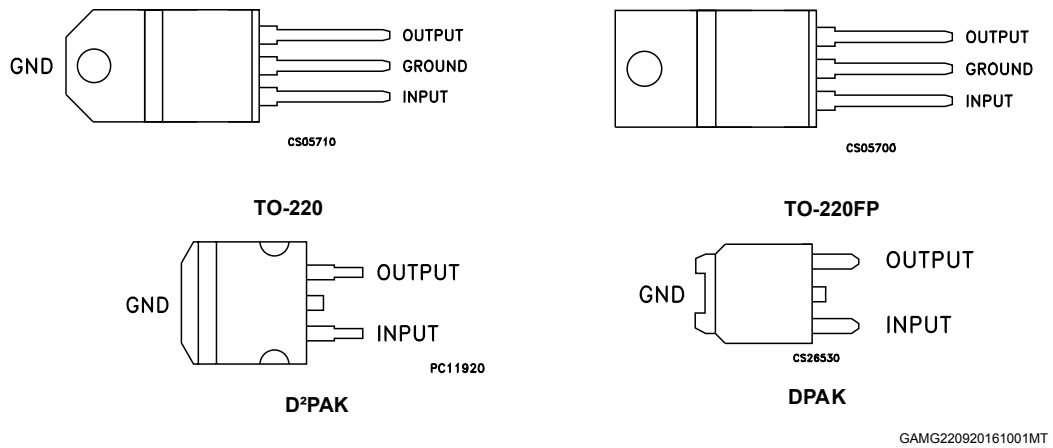 GND
OUTPUT
GROUND
INPUT
CS05710
TO-220
OUTPUT
GROUND
INPUT
CS05700
TO-220FP
GND
OUTPUT
INPUT
PC11920
D²PAK
GND
OUTPUT
INPUT
CS26530
DPAK
GAMG220920161001MT